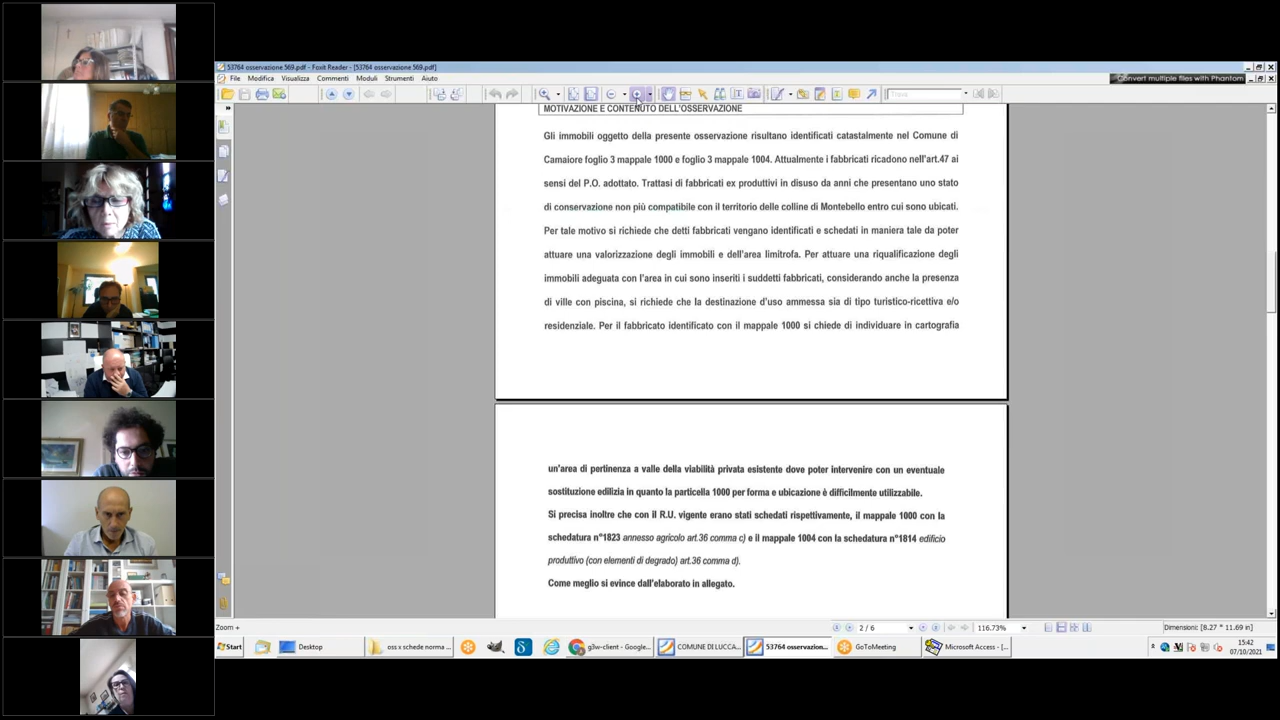 53764 osservazione 569.pdf - Foxit Reader - [53764 osservazione 569.pdf]
File Modifica Visualizza Commenti Moduli Strumenti Aiuto
Convert multiple files with Phantom
Trova
MOTIVAZIONE E CONTENUTO DELL'OSSERVAZIONE
Gli immobili oggetto della presente osservazione risultano identificati catastalmente nel Comune di
Camaiore foglio 3 mappale 1000 e foglio 3 mappale 1004. Attualmente i fabbricati ricadono nell'art.47 ai
sensi del P.O. adottato. Trattasi di fabbricati ex produttivi in disuso da anni che presentano uno stato
di conservazione non più compatibile con il territorio delle colline di Montebello entro cui sono ubicati.
Per tale motivo si richiede che detti fabbricati vengano identificati e schedati in maniera tale da poter
attuare una valorizzazione degli immobili e dell'area limitrofa. Per attuare una riqualificazione degli
immobili adeguata con l'area in cui sono inseriti i suddetti fabbricati, considerando anche la presenza
di ville con piscina, si richiede che la destinazione d'uso ammessa sia di tipo turistico-ricettiva e/o
residenziale. Per il fabbricato identificato con il mappale 1000 si chiede di individuare in cartografia
un'area di pertinenza a valle della viabilità privata esistente dove poter intervenire con un eventuale
sostituzione edilizia in quanto la particella 1000 per forma e ubicazione è difficilmente utilizzabile.
Si precisa inoltre che con il R.U. vigente erano stati schedati rispettivamente, il mappale 1000 con la
schedatura n°1823 annesso agricolo art.36 comma c) e il mappale 1004 con la schedatura n°1814 edificio
produttivo (con elementi di degrado) art.36 comma d).
Come meglio si evince dall'elaborato in allegato.
Zoom +
2 / 6
116.73%
Dimensioni: [8.27 * 11.69 in]
Start
Desktop
oss x schede norma ...
g3w-client - Google...
COMUNE DI LUCCA...
53764 osservazion...
GoToMeeting
Microsoft Access - [...
15:42
07/10/2021